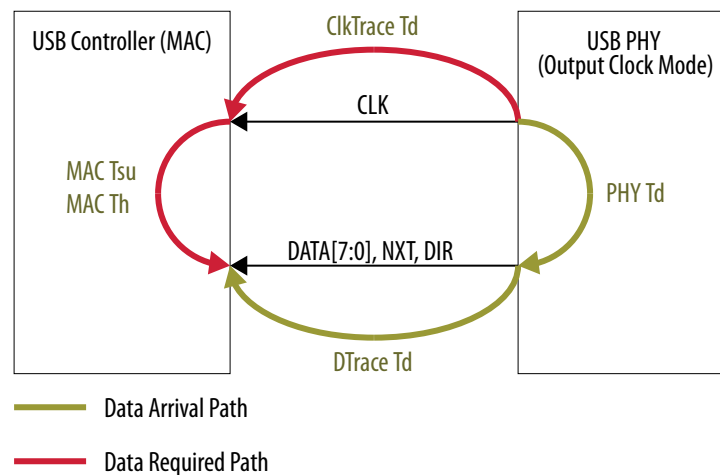 USB Controller (MAC)
ClkTrace Td
USB PHY
(Output Clock Mode)
CLK
MAC Tsu
MAC Th
PHY Td
DATA[7:0], NXT, DIR
DTrace Td
Data Arrival Path
Data Required Path